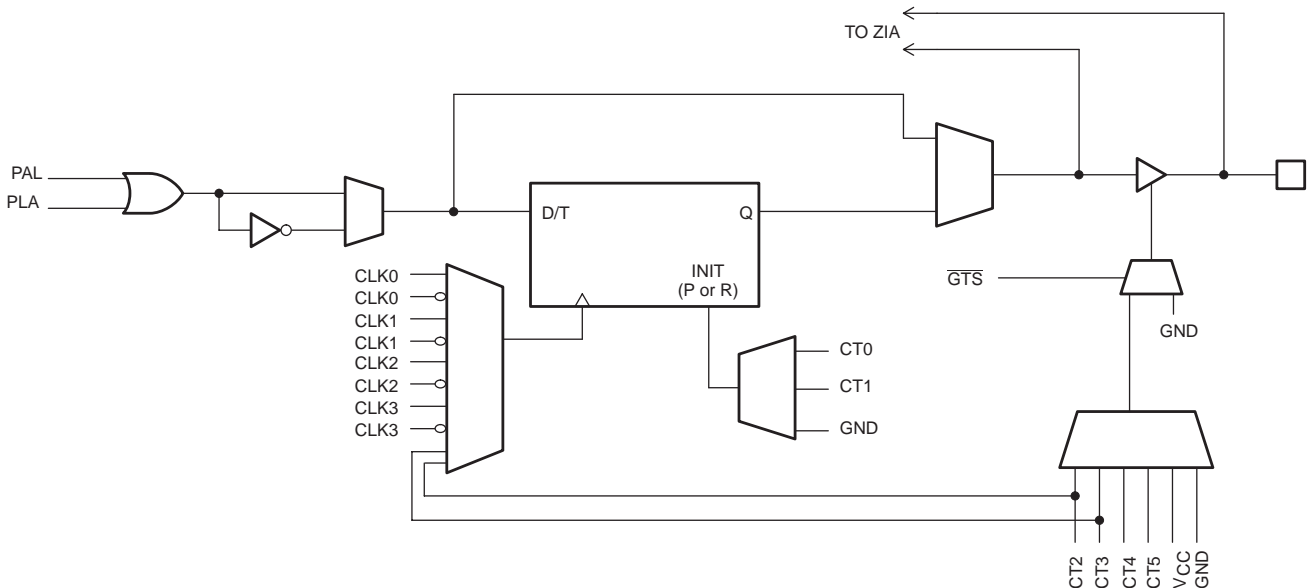 TO ZIA
PAL
PLA
D/T
Q
INIT
(P or R)
CLK0
CLK0
CLK1
CLK1
CLK2
CLK2
CLK3
CLK3
CT0
CT1
GND
GTS
GND
CT2
CT3
CT4
CT5
VCC
GND